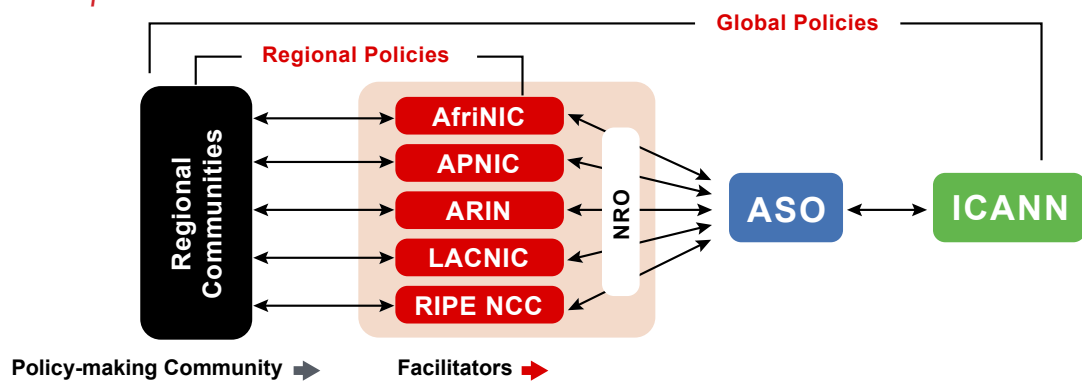 Global Policies
Regional Policies
Regional
Communities
AfriNIC
APNIC
ARIN
LACNIC
RIPE NCC
NRO
ASO
ICANN
Policy-making Community
Facilitators